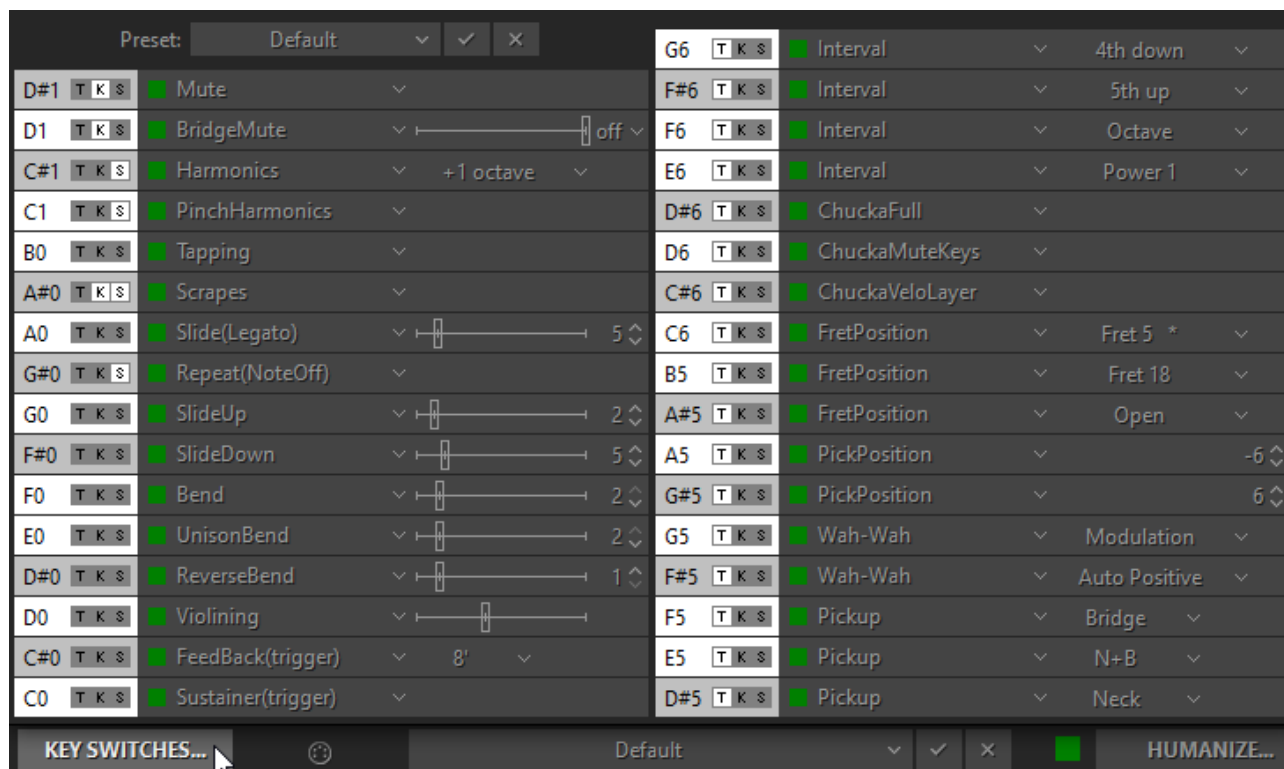 Preset: Default
D#1 T K S Mute
D1 T K S BridgeMute off
C#1 T K S Harmonics +1 octave
C1 T K S PinchHarmonics
B0 T K S Tapping
A#0 T K S Scrapes
A0 T K S Slide(Legato) 5
G#0 T K S Repeat(NoteOff)
G0 T K S SlideUp 2
F#0 T K S SlideDown 5
F0 T K S Bend 2
E0 T K S UnisonBend 2
D#0 T K S ReverseBend 1
D0 T K S Violining
C#0 T K S FeedBack(trigger) 8'
C0 T K S Sustainer(trigger)
G6 T K S Interval 4th down
F#6 T K S Interval 5th up
F6 T K S Interval Octave
E6 T K S Interval Power 1
D#6 T K S ChuckaFull
D6 T K S ChuckaMuteKeys
C#6 T K S ChuckaVeloLayer
C6 T K S FretPosition Fret 5 *
B5 T K S FretPosition Fret 18
A#5 T K S FretPosition Open
A5 T K S PickPosition -6
G#5 T K S PickPosition 6
G5 T K S Wah-Wah Modulation
F#5 T K S Wah-Wah Auto Positive
F5 T K S Pickup Bridge
E5 T K S Pickup N+B
D#5 T K S Pickup Neck
KEY SWITCHES... Default HUMANIZE...